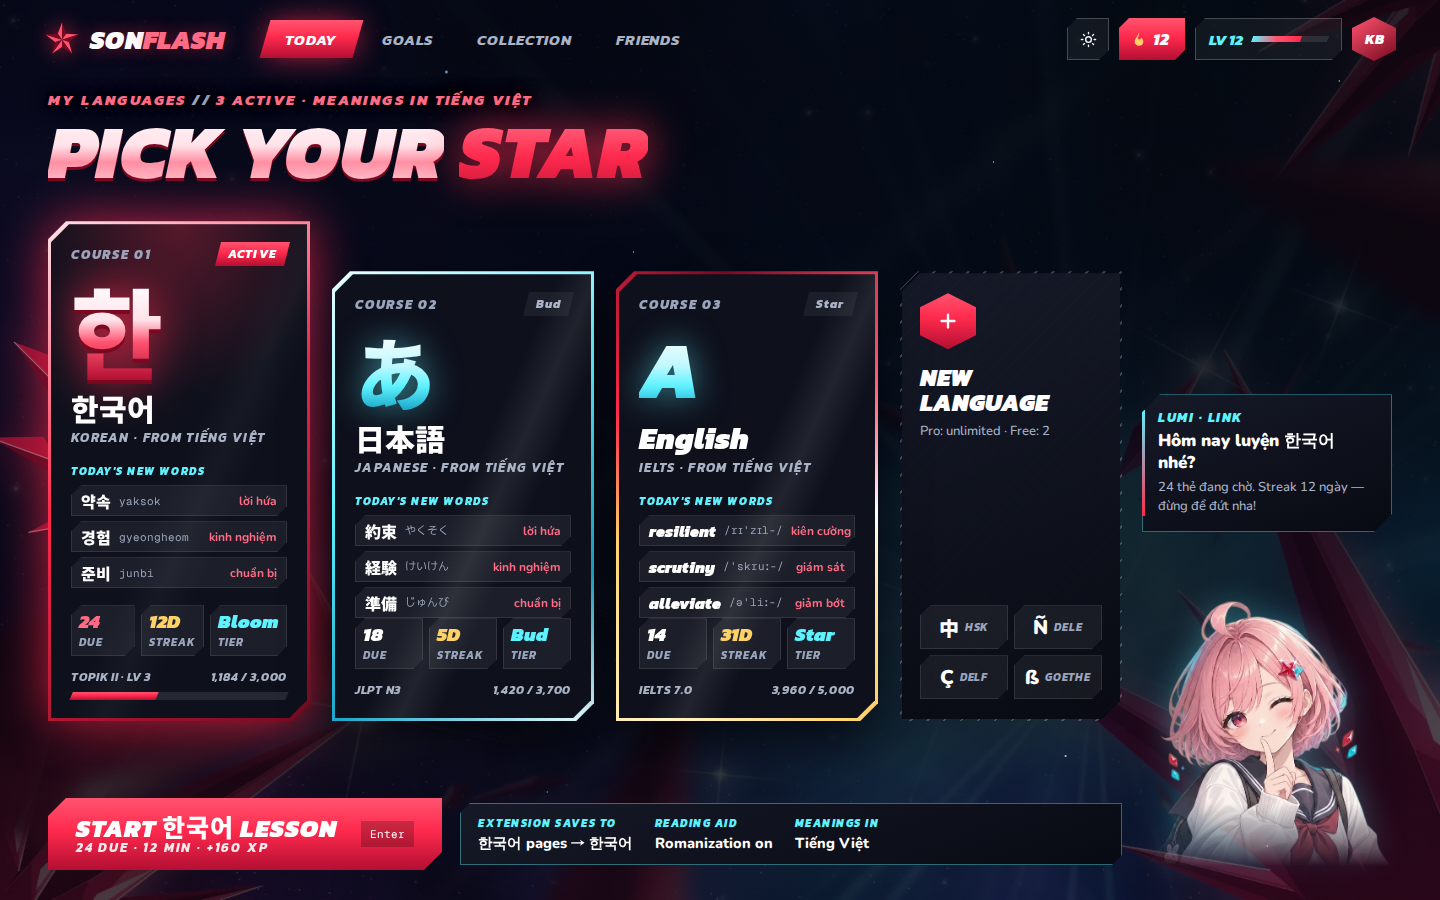 SONFLASH
TODAY
GOALS
COLLECTION
FRIENDS
12
LV 12
KB
MY LANGUAGES // 3 ACTIVE · MEANINGS IN TIẾNG VIỆT
PICK YOUR STAR
COURSE 01
ACTIVE
한
한국어
KOREAN · FROM TIẾNG VIỆT
TODAY'S NEW WORDS
약속 yaksok lời hứa
경험 gyeongheom kinh nghiệm
준비 junbi chuẩn bị
24 DUE
12D STREAK
Bloom TIER
TOPIK II · LV 3 1,184 / 3,000
COURSE 02
Bud
あ
日本語
JAPANESE · FROM TIẾNG VIỆT
TODAY'S NEW WORDS
約束 やくそく lời hứa
経験 けいけん kinh nghiệm
準備 じゅんび chuẩn bị
18 DUE
5D STREAK
Bud TIER
JLPT N3 1,420 / 3,700
COURSE 03
Star
A
English
IELTS · FROM TIẾNG VIỆT
TODAY'S NEW WORDS
resilient /rɪˈzɪl-/ kiên cường
scrutiny /ˈskruː-/ giám sát
alleviate /əˈliː-/ giảm bớt
14 DUE
31D STREAK
Star TIER
IELTS 7.0 3,960 / 5,000
+
NEW
LANGUAGE
Pro: unlimited · Free: 2
中 HSK
Ñ DELE
Ç DELF
ß GOETHE
LUMI · LINK
Hôm nay luyện 한국어
nhé?
24 thẻ đang chờ. Streak 12 ngày —
đừng để đứt nha!
START 한국어 LESSON
24 DUE · 12 MIN · +160 XP
Enter
EXTENSION SAVES TO
한국어 pages → 한국어
READING AID
Romanization on
MEANINGS IN
Tiếng Việt